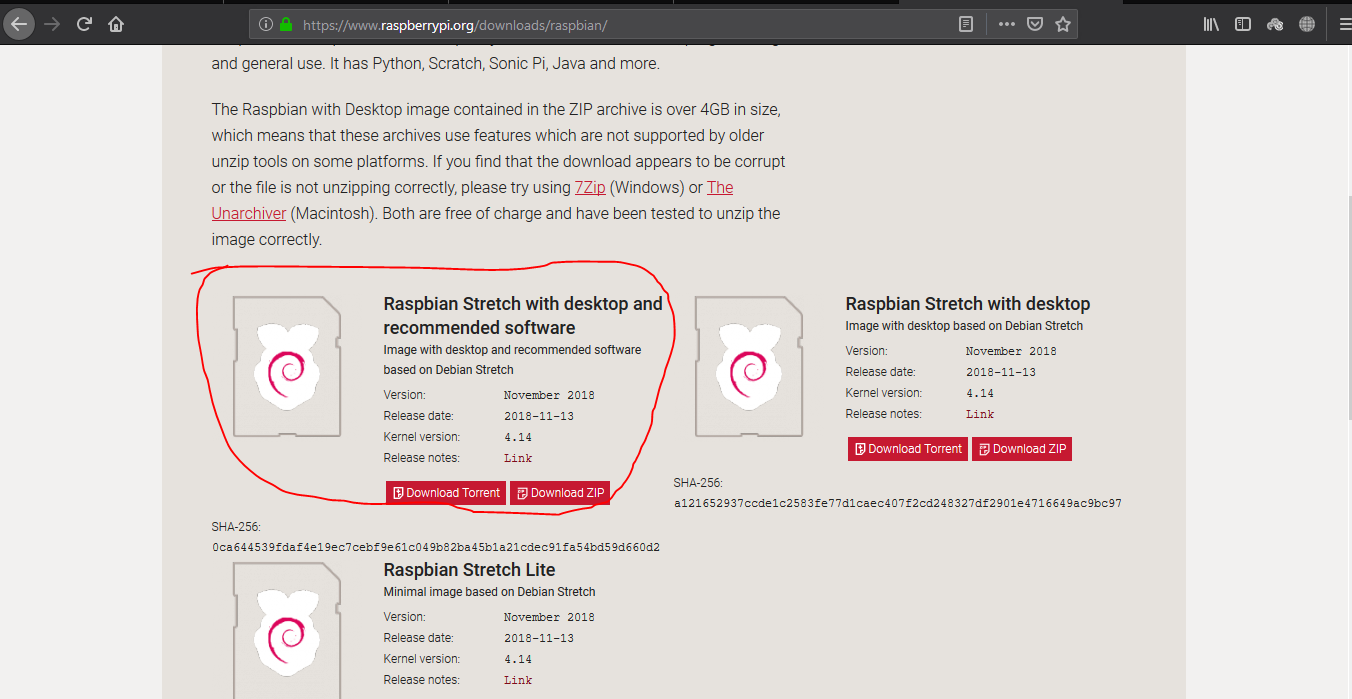 https://www.raspberrypi.org/downloads/raspbian/
and general use. It has Python, Scratch, Sonic Pi, Java and more.
The Raspbian with Desktop image contained in the ZIP archive is over 4GB in size,
which means that these archives use features which are not supported by older
unzip tools on some platforms. If you find that the download appears to be corrupt
or the file is not unzipping correctly, please try using 7Zip (Windows) or The
Unarchiver (Macintosh). Both are free of charge and have been tested to unzip the
image correctly.
Raspbian Stretch with desktop and
recommended software
Image with desktop and recommended software
based on Debian Stretch
Version: November 2018
Release date: 2018-11-13
Kernel version: 4.14
Release notes: Link
Download Torrent Download ZIP
SHA-256:
0ca644539fdaf4e19ec7cebf9e61c049b82ba45b1a21cdec91fa54bd59d660d2
Raspbian Stretch with desktop
Image with desktop based on Debian Stretch
Version: November 2018
Release date: 2018-11-13
Kernel version: 4.14
Release notes: Link
Download Torrent Download ZIP
SHA-256:
a121652937ccde1c2583fe77d1caec407f2cd248327df2901e4716649ac9bc97
Raspbian Stretch Lite
Minimal image based on Debian Stretch
Version: November 2018
Release date: 2018-11-13
Kernel version: 4.14
Release notes: Link